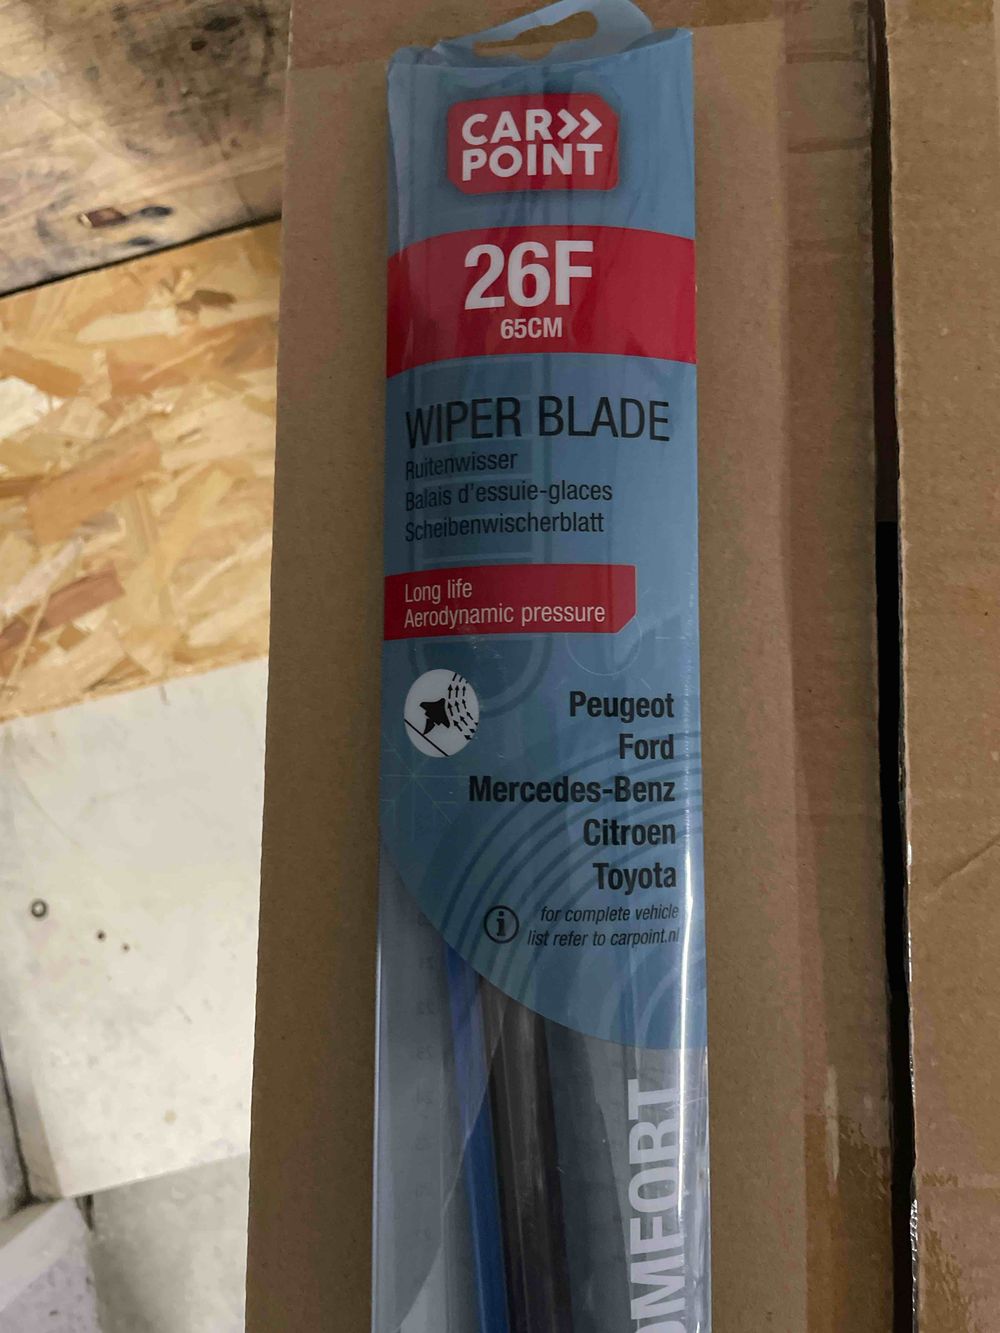 CAR>>
POINT
26F
65CM
WIPER BLADE
Ruitenwisser
Balais d'essuie-glaces
Scheibenwischerblatt
Long life
Aerodynamic pressure
Peugeot
Ford
Mercedes-Benz
Citroen
Toyota
i for complete vehicle
list refer to carpoint.nl
OMFORT